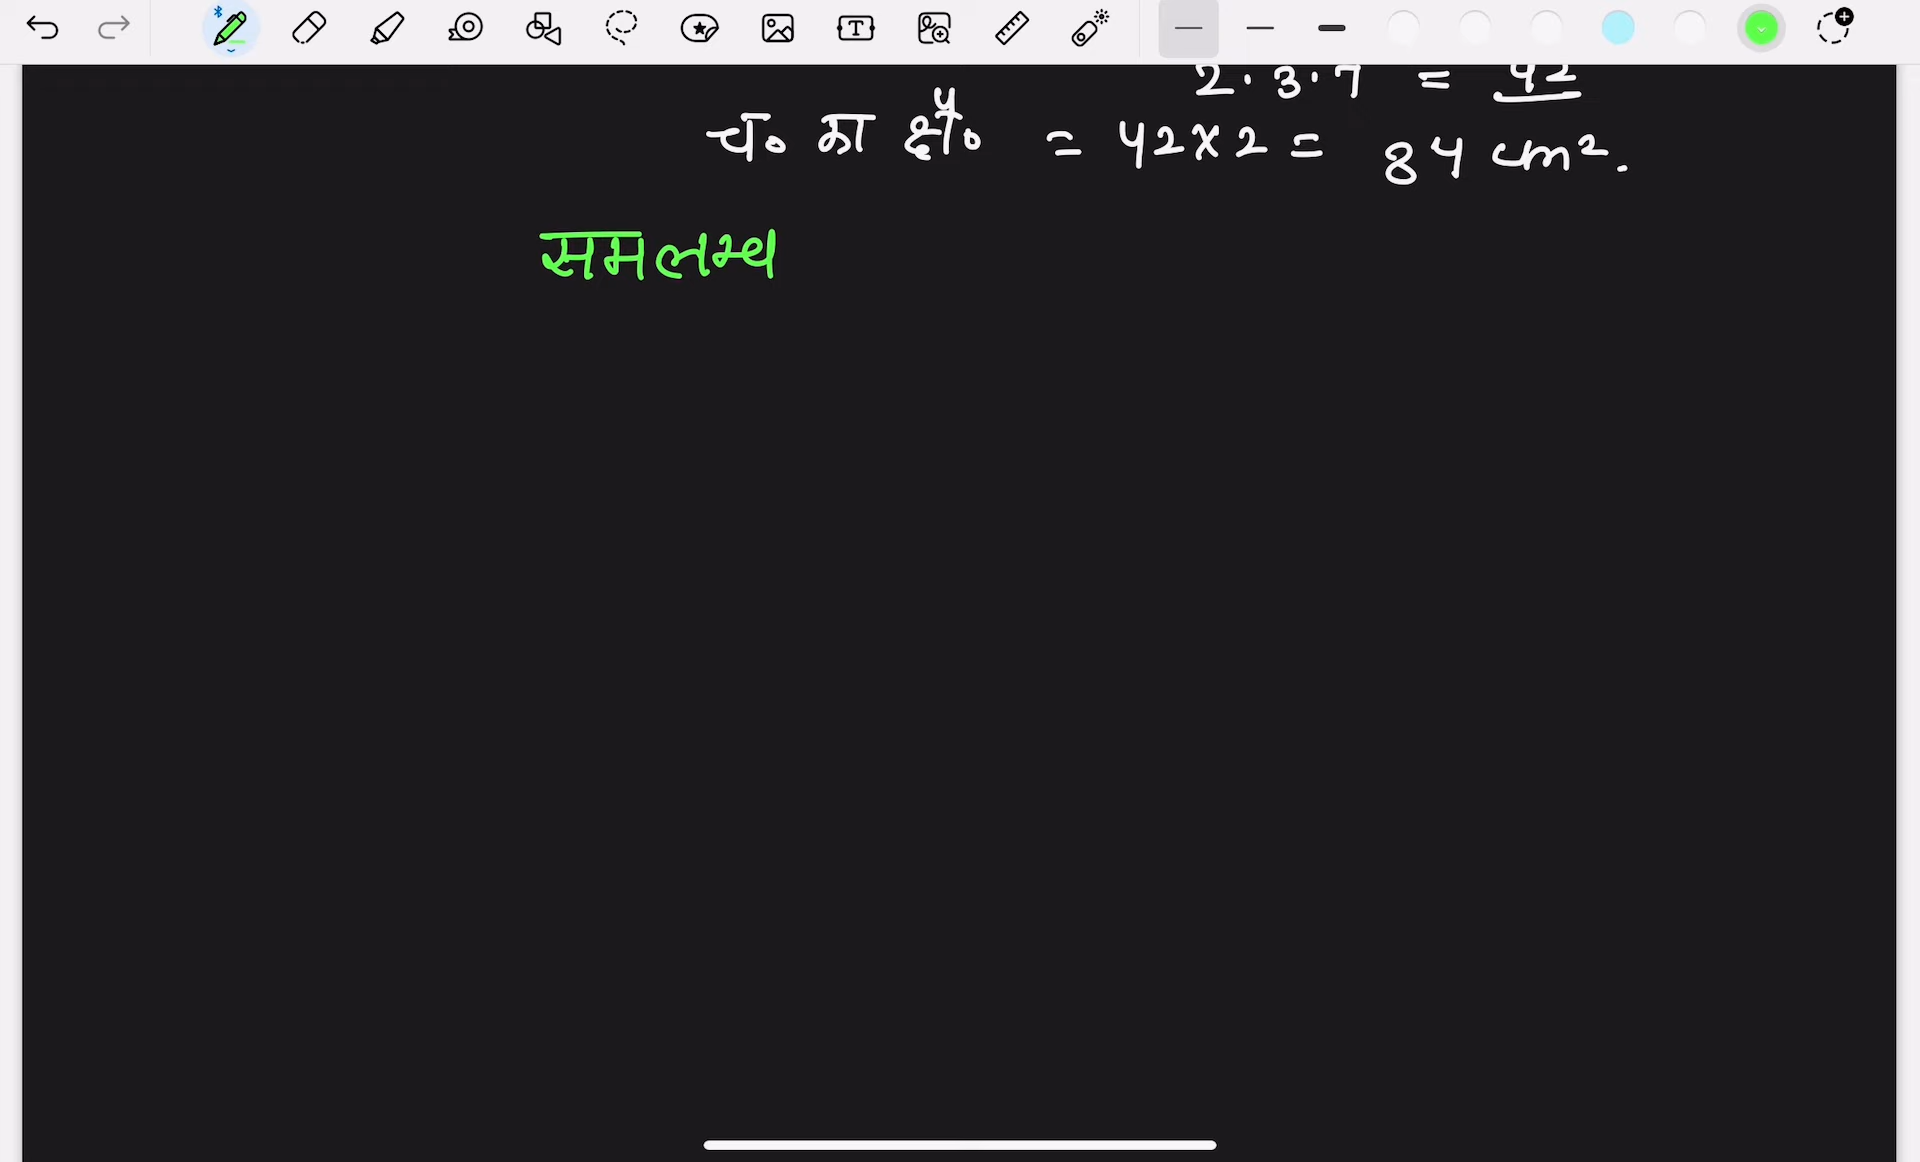 2 · 3 · 7 = 42
च० का क्षे० = 42 × 2 = 84 cm².
समलम्ब